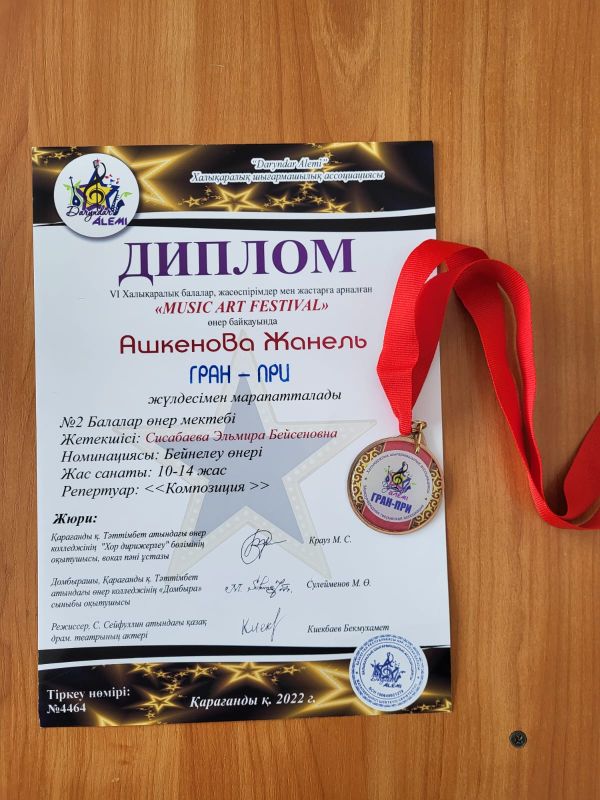 "Daryndar Alemi"
Халықаралық шығармашылық ассоциациясы
Daryndar
ALEMI
ДИПЛОМ
VI Халықаралық балалар, жасөспірімдер мен жастарға арналған
«MUSIC ART FESTIVAL»
өнер байқауында
Ашкенова Жанель
ГРАН – ПРИ
жүлдесімен марапатталады
№2 Балалар өнер мектебі
Жетекшісі: Сисабаева Эльмира Бейсеновна
Номинациясы: Бейнелеу өнері
Жас санаты: 10-14 жас
Репертуар: <<Композиция >>
Жюри:
Қарағанды қ. Тәттімбет атындағы өнер
колледжінің "Хор дирижерлеу" бөлімінің
оқытушысы, вокал пәні ұстазы
Крауз М. С.
Домбырашы, Қарағанды қ. Тәттімбет
атындағы өнер колледжінің «Домбыра»
сыныбы оқытушысы
Сулейменов М. Ө.
Режиссер, С. Сейфуллин атындағы қазақ
драм. театрының актері
Киекбаев Бекмухамет
Тіркеу нөмірі:
№4464
Қарағанды қ. 2022 г.
ALEMI
ГРАН-ПРИ
ALEMI